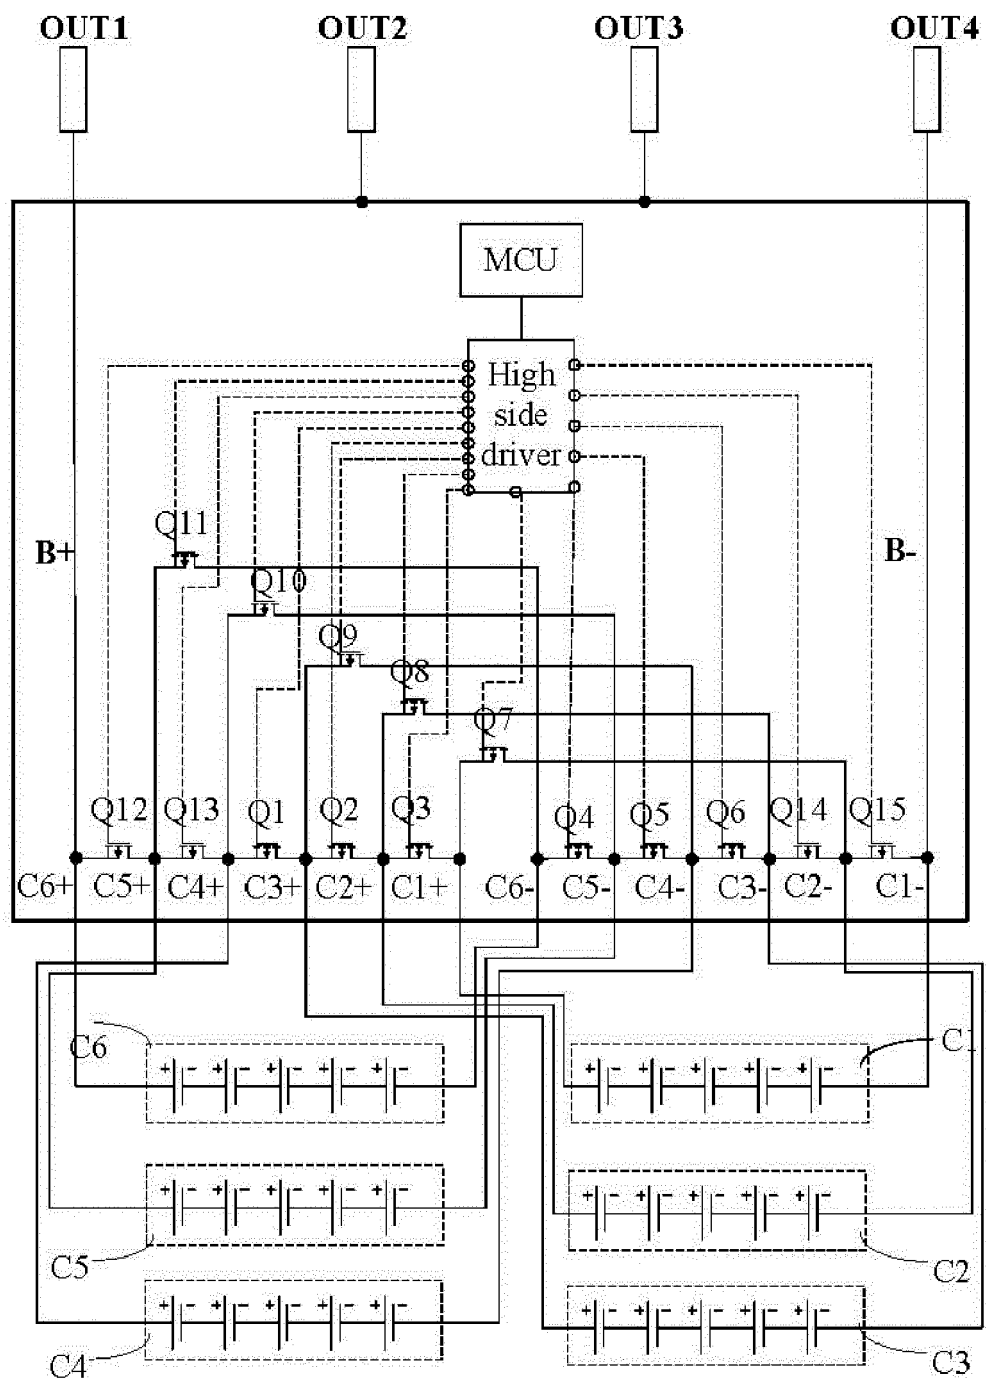 OUT1 OUT2 OUT3 OUT4
MCU
High
side
driver
Q11
B+ B-
Q10
Q9
Q8
Q7
Q12 Q13 Q1 Q2 Q3 Q4 Q5 Q6 Q14 Q15
C6+ C5+ C4+ C3+ C2+ C1+ C6- C5- C4- C3- C2- C1-
C6 C1
+ - + - + - + - + - + - + - + - + - + -
+ - + - + - + - + - + - + - + - + - + -
C5 C2
+ - + - + - + - + - + - + - + - + - + -
C4 C3